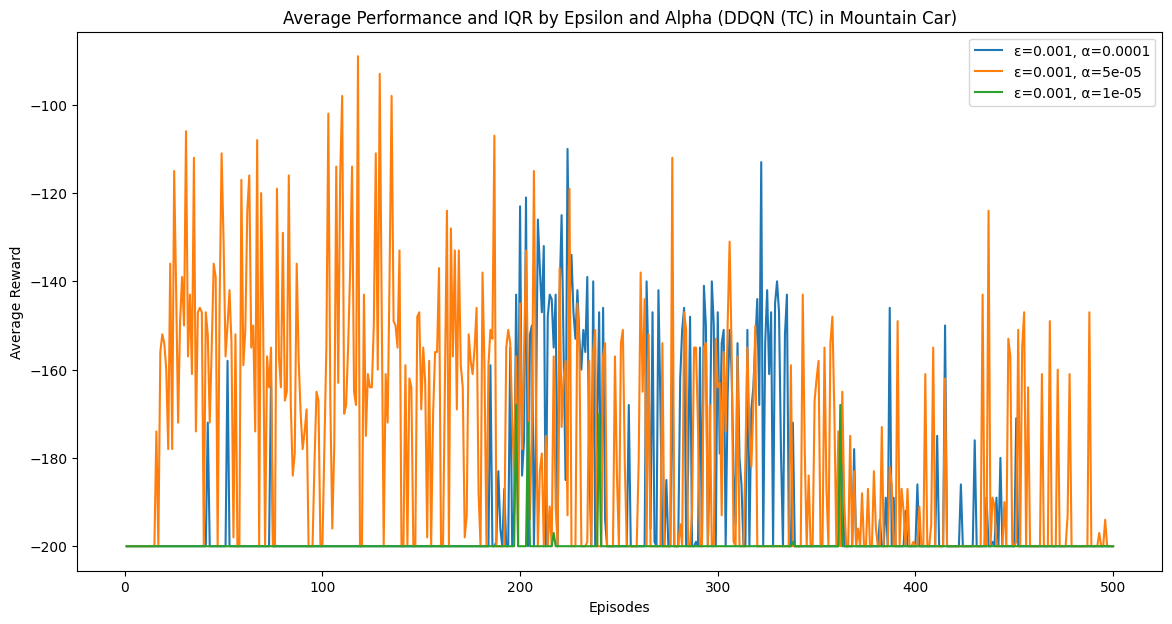 Average Performance and IQR by Epsilon and Alpha (DDQN (TC) in Mountain Car)
ε=0.001, α=0.0001
ε=0.001, α=5e-05
ε=0.001, α=1e-05
Average Reward
−100
−120
−140
−160
−180
−200
0
100
200
300
400
500
Episodes